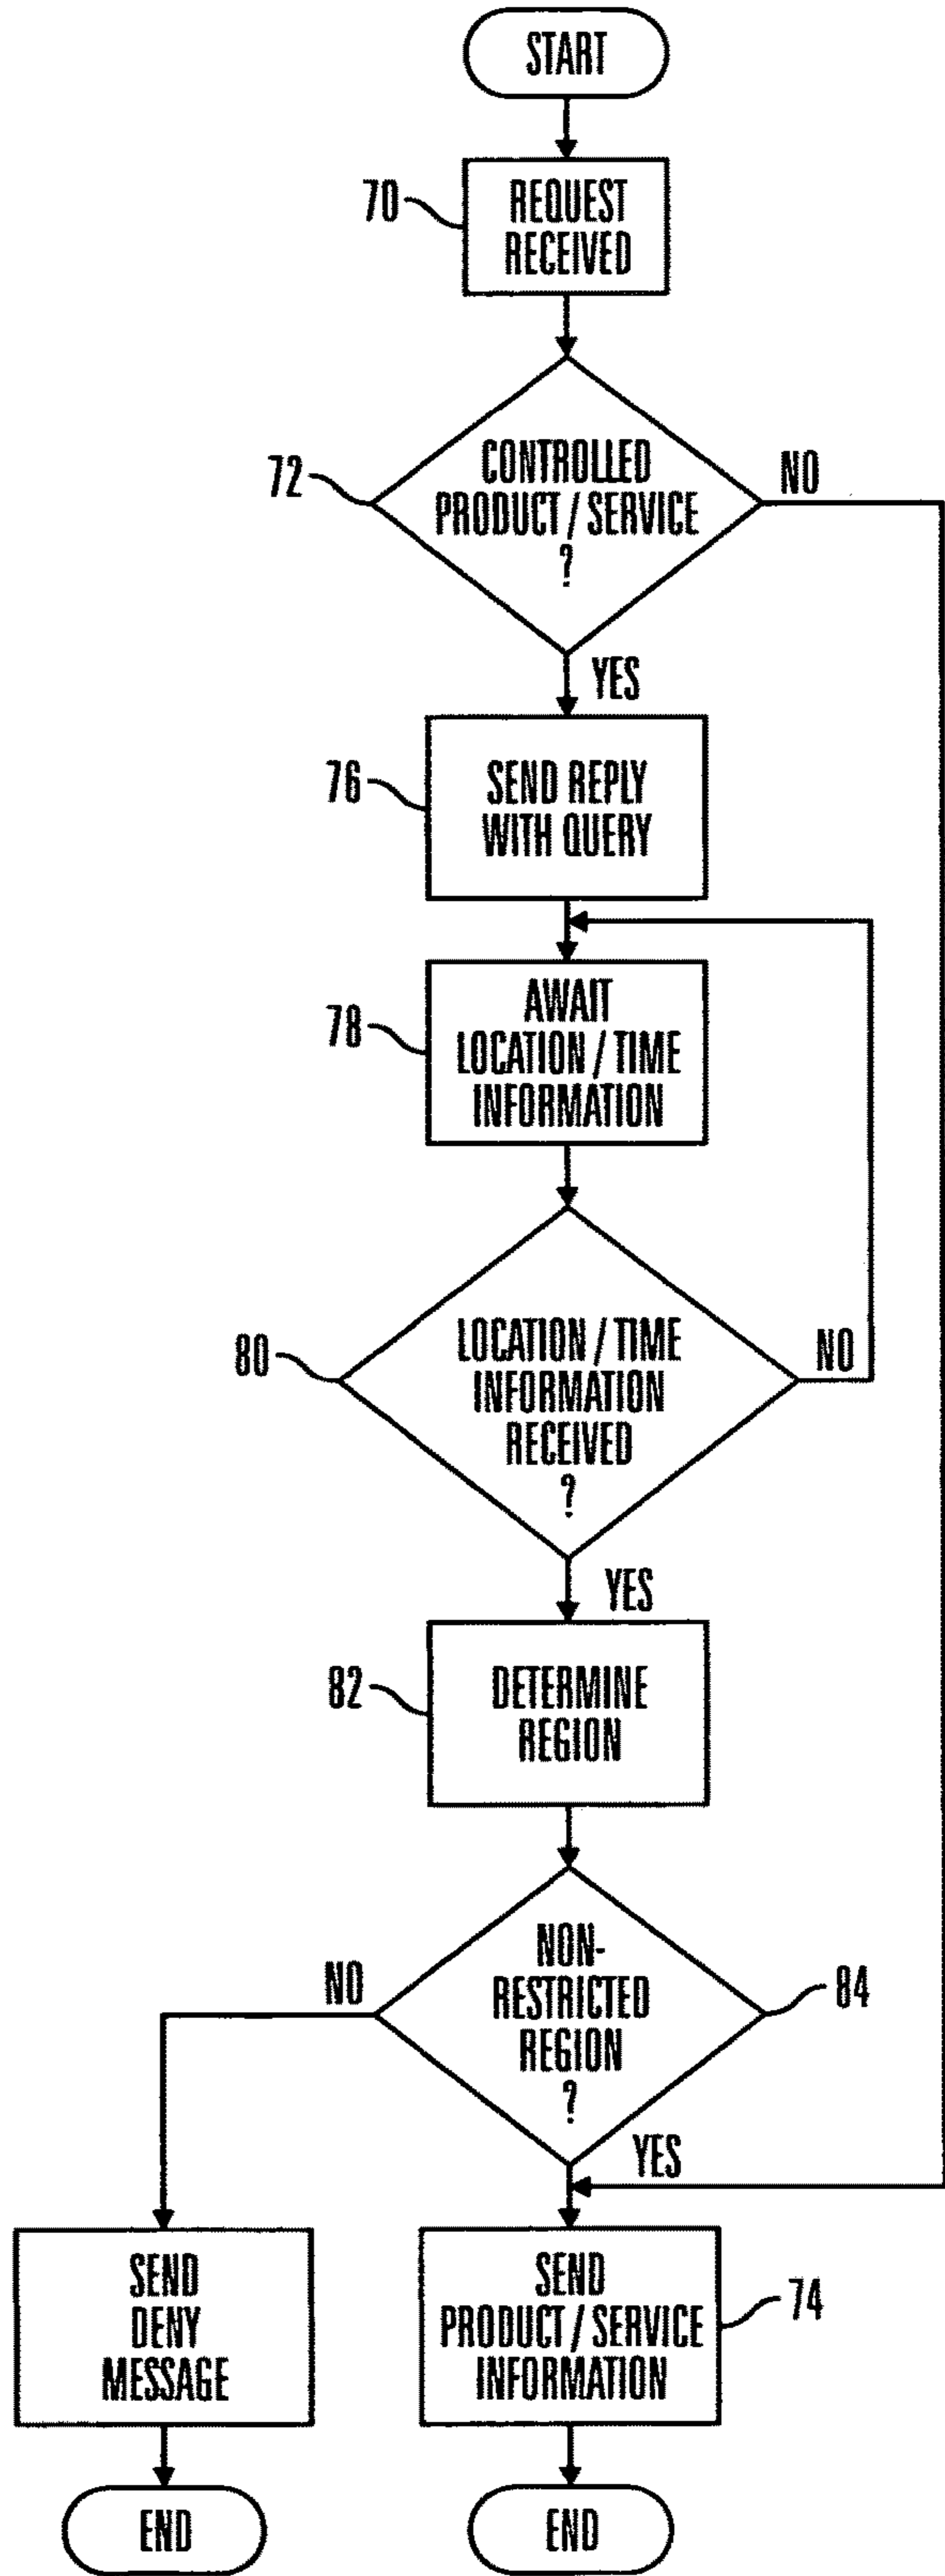 START
70
REQUEST
RECEIVED
72
CONTROLLED
PRODUCT / SERVICE
?
NO
YES
76
SEND REPLY
WITH QUERY
78
AWAIT
LOCATION / TIME
INFORMATION
80
LOCATION / TIME
INFORMATION
RECEIVED
?
NO
YES
82
DETERMINE
REGION
NO
NON-
RESTRICTED
REGION
?
84
YES
SEND
DENY
MESSAGE
SEND
PRODUCT / SERVICE
INFORMATION
74
END
END